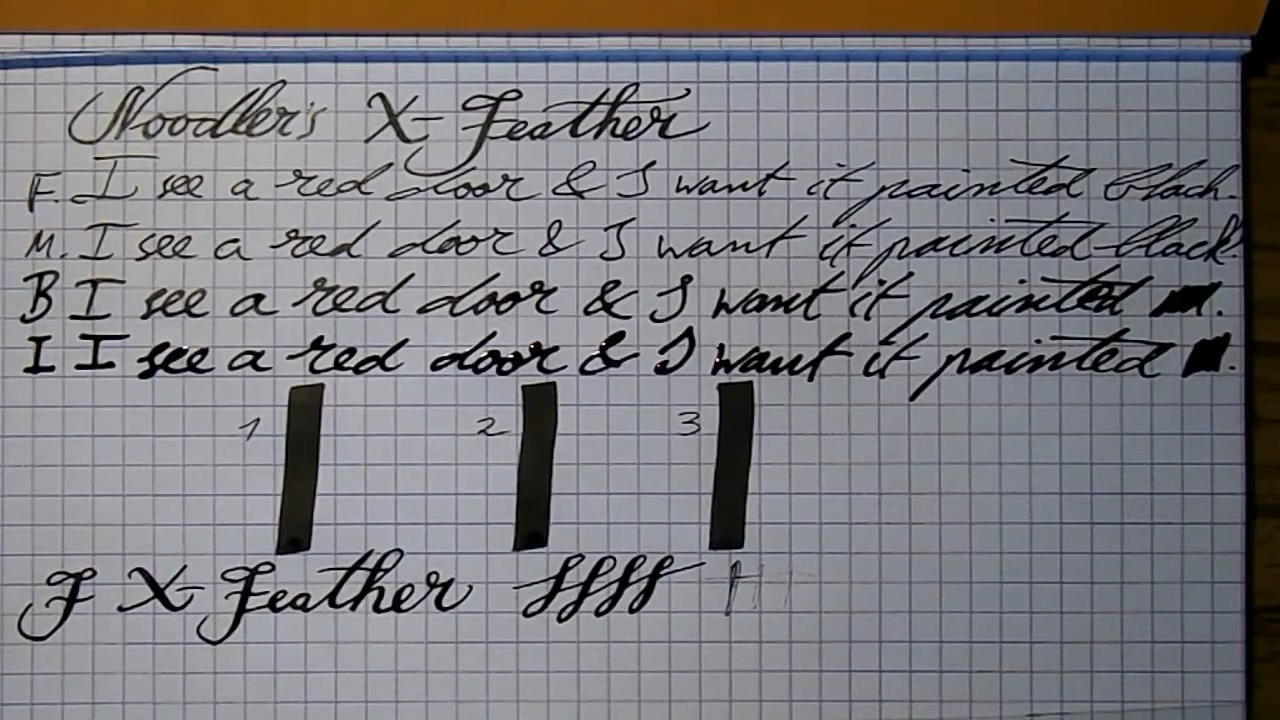 Noodler's X-Feather
F. I see a red door & I want it painted black.
M. I see a red door & I want it painted black.
B I see a red door & I want it painted
I I see a red door & I want it painted
1 2 3
F X-Feather ffff